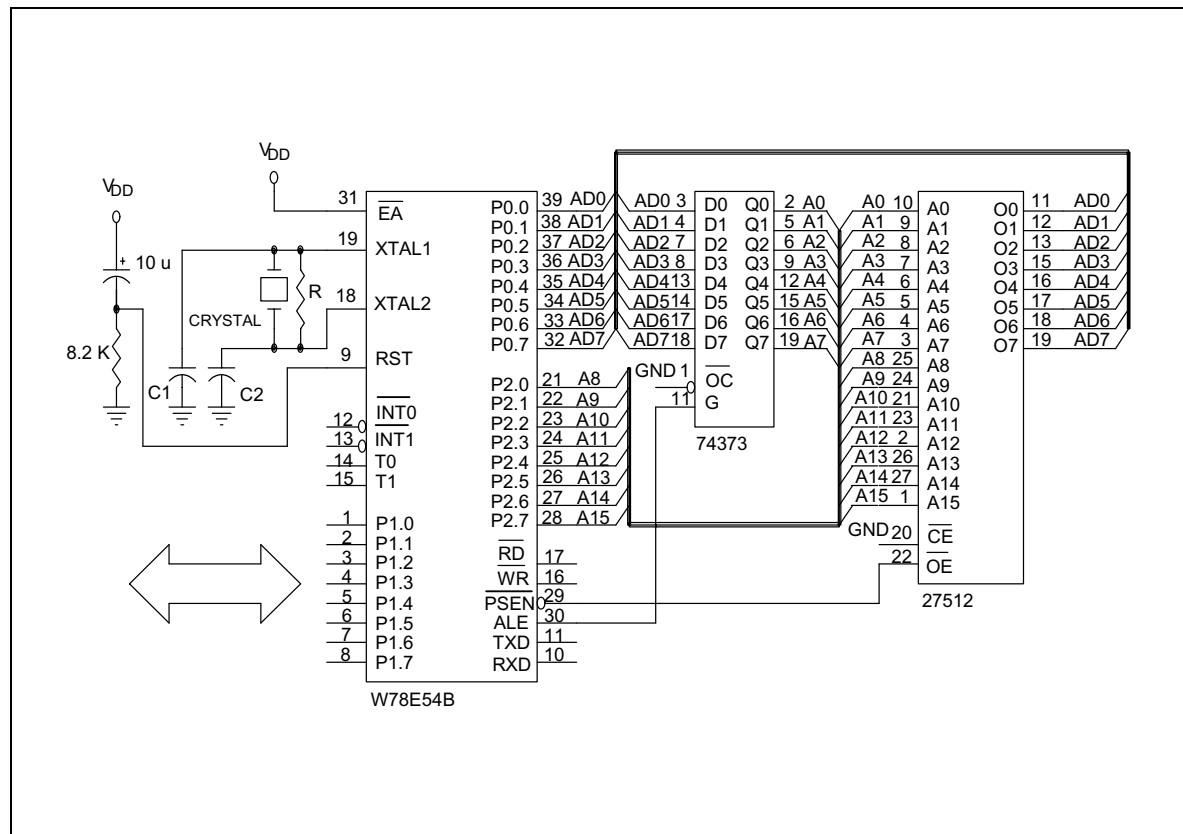 VDD
VDD
10 u
8.2 K
C1
C2
CRYSTAL
R
31 EA
19 XTAL1
18 XTAL2
9 RST
12 INT0
13 INT1
14 T0
15 T1
1 P1.0
2 P1.1
3 P1.2
4 P1.3
5 P1.4
6 P1.5
7 P1.6
8 P1.7
P0.0 39 AD0
P0.1 38 AD1
P0.2 37 AD2
P0.3 36 AD3
P0.4 35 AD4
P0.5 34 AD5
P0.6 33 AD6
P0.7 32 AD7
P2.0 21 A8
P2.1 22 A9
P2.2 23 A10
P2.3 24 A11
P2.4 25 A12
P2.5 26 A13
P2.6 27 A14
P2.7 28 A15
RD 17
WR 16
PSEN 29
ALE 30
TXD 11
RXD 10
W78E54B
AD0 3 D0 Q0 2 A0
AD1 4 D1 Q1 5 A1
AD2 7 D2 Q2 6 A2
AD3 8 D3 Q3 9 A3
AD4 13 D4 Q4 12 A4
AD5 14 D5 Q5 15 A5
AD6 17 D6 Q6 16 A6
AD7 18 D7 Q7 19 A7
GND 1 OC
11 G
74373
A0 10 A0 O0 11 AD0
A1 9 A1 O1 12 AD1
A2 8 A2 O2 13 AD2
A3 7 A3 O3 15 AD3
A4 6 A4 O4 16 AD4
A5 5 A5 O5 17 AD5
A6 4 A6 O6 18 AD6
A7 3 A7 O7 19 AD7
A8 25 A8
A9 24 A9
A10 21 A10
A11 23 A11
A12 2 A12
A13 26 A13
A14 27 A14
A15 1 A15
GND 20 CE
22 OE
27512